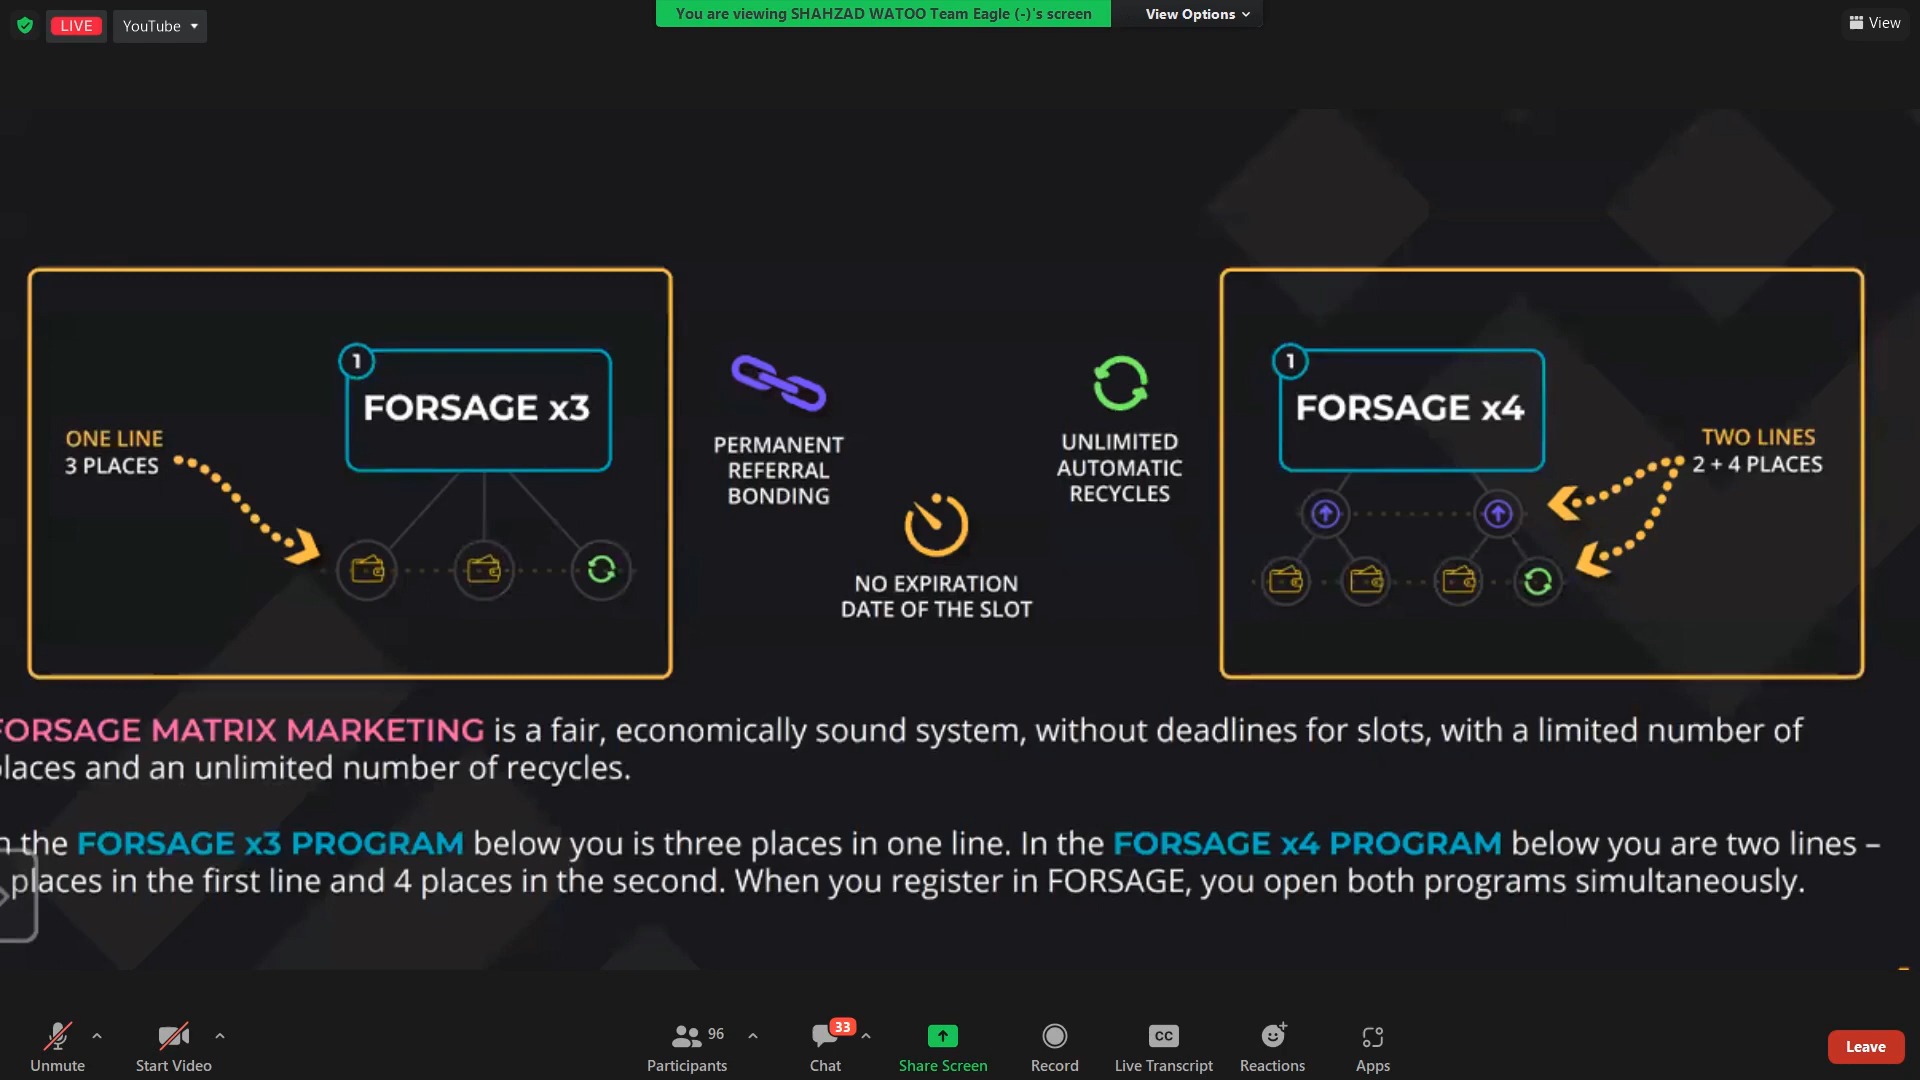 LIVE
YouTube
You are viewing SHAHZAD WATOO Team Eagle (-)'s screen
View Options
View
1
FORSAGE x3
ONE LINE
3 PLACES
PERMANENT
REFERRAL
BONDING
NO EXPIRATION
DATE OF THE SLOT
UNLIMITED
AUTOMATIC
RECYCLES
1
FORSAGE x4
TWO LINES
2 + 4 PLACES
FORSAGE MATRIX MARKETING is a fair, economically sound system, without deadlines for slots, with a limited number of
places and an unlimited number of recycles.
n the FORSAGE x3 PROGRAM below you is three places in one line. In the FORSAGE x4 PROGRAM below you are two lines –
places in the first line and 4 places in the second. When you register in FORSAGE, you open both programs simultaneously.
Unmute
Start Video
96
Participants
33
Chat
Share Screen
Record
CC
Live Transcript
Reactions
Apps
Leave